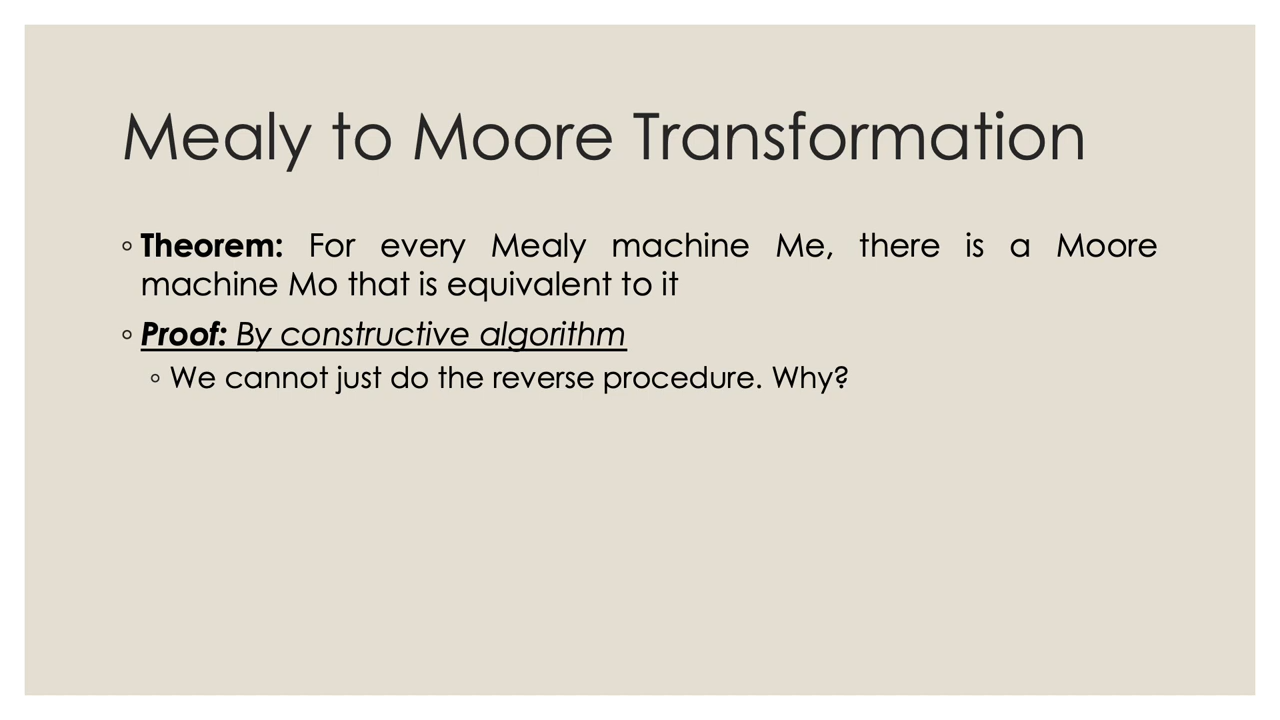 Mealy to Moore Transformation
◦ Theorem: For every Mealy machine Me, there is a Moore
machine Mo that is equivalent to it
◦ Proof: By constructive algorithm
◦ We cannot just do the reverse procedure. Why?